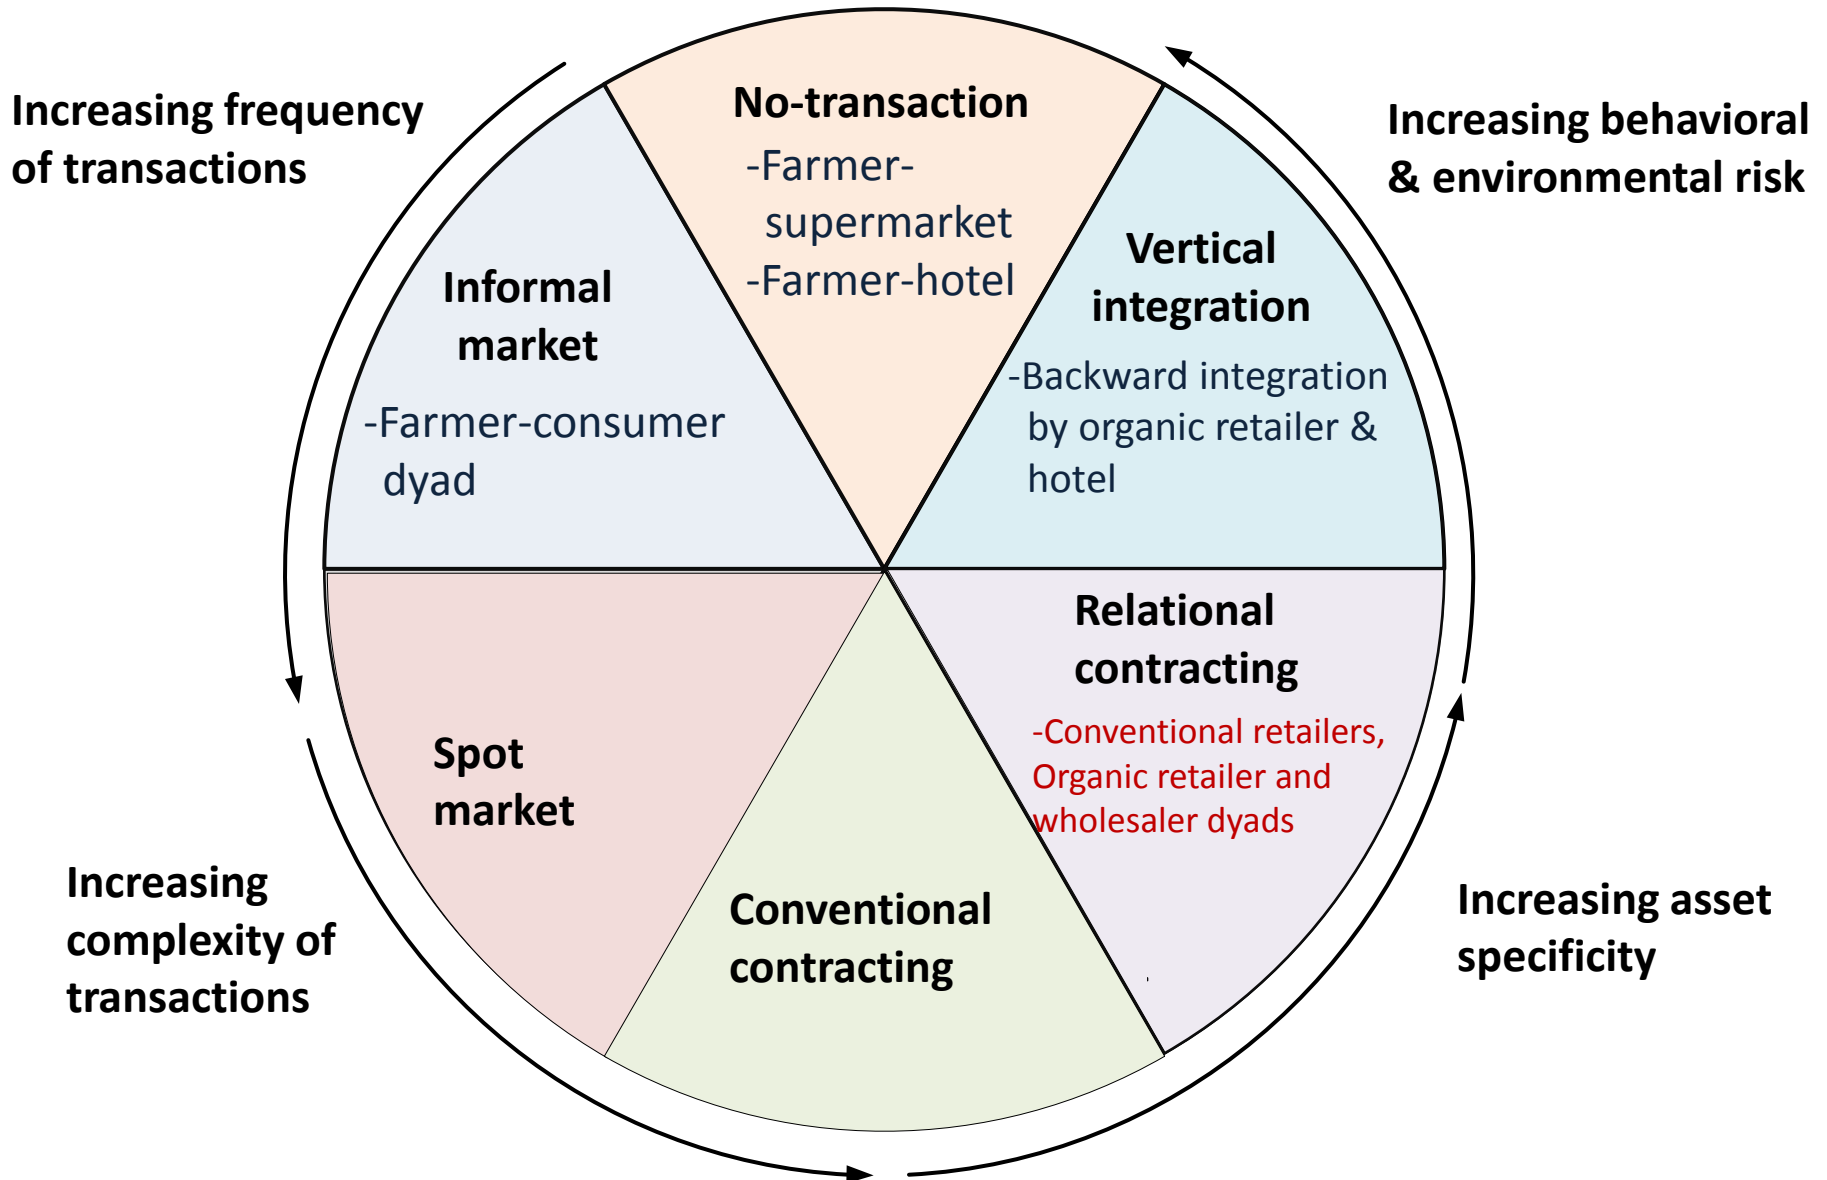 No-transaction
-Farmer-
supermarket
-Farmer-hotel
Increasing frequency
of transactions
Increasing behavioral
& environmental risk
Informal
market
-Farmer-consumer
dyad
Vertical
integration
-Backward integration
by organic retailer &
hotel
Spot
market
Relational
contracting
-Conventional retailers,
Organic retailer and
wholesaler dyads
Conventional
contracting
Increasing
complexity of
transactions
Increasing asset
specificity